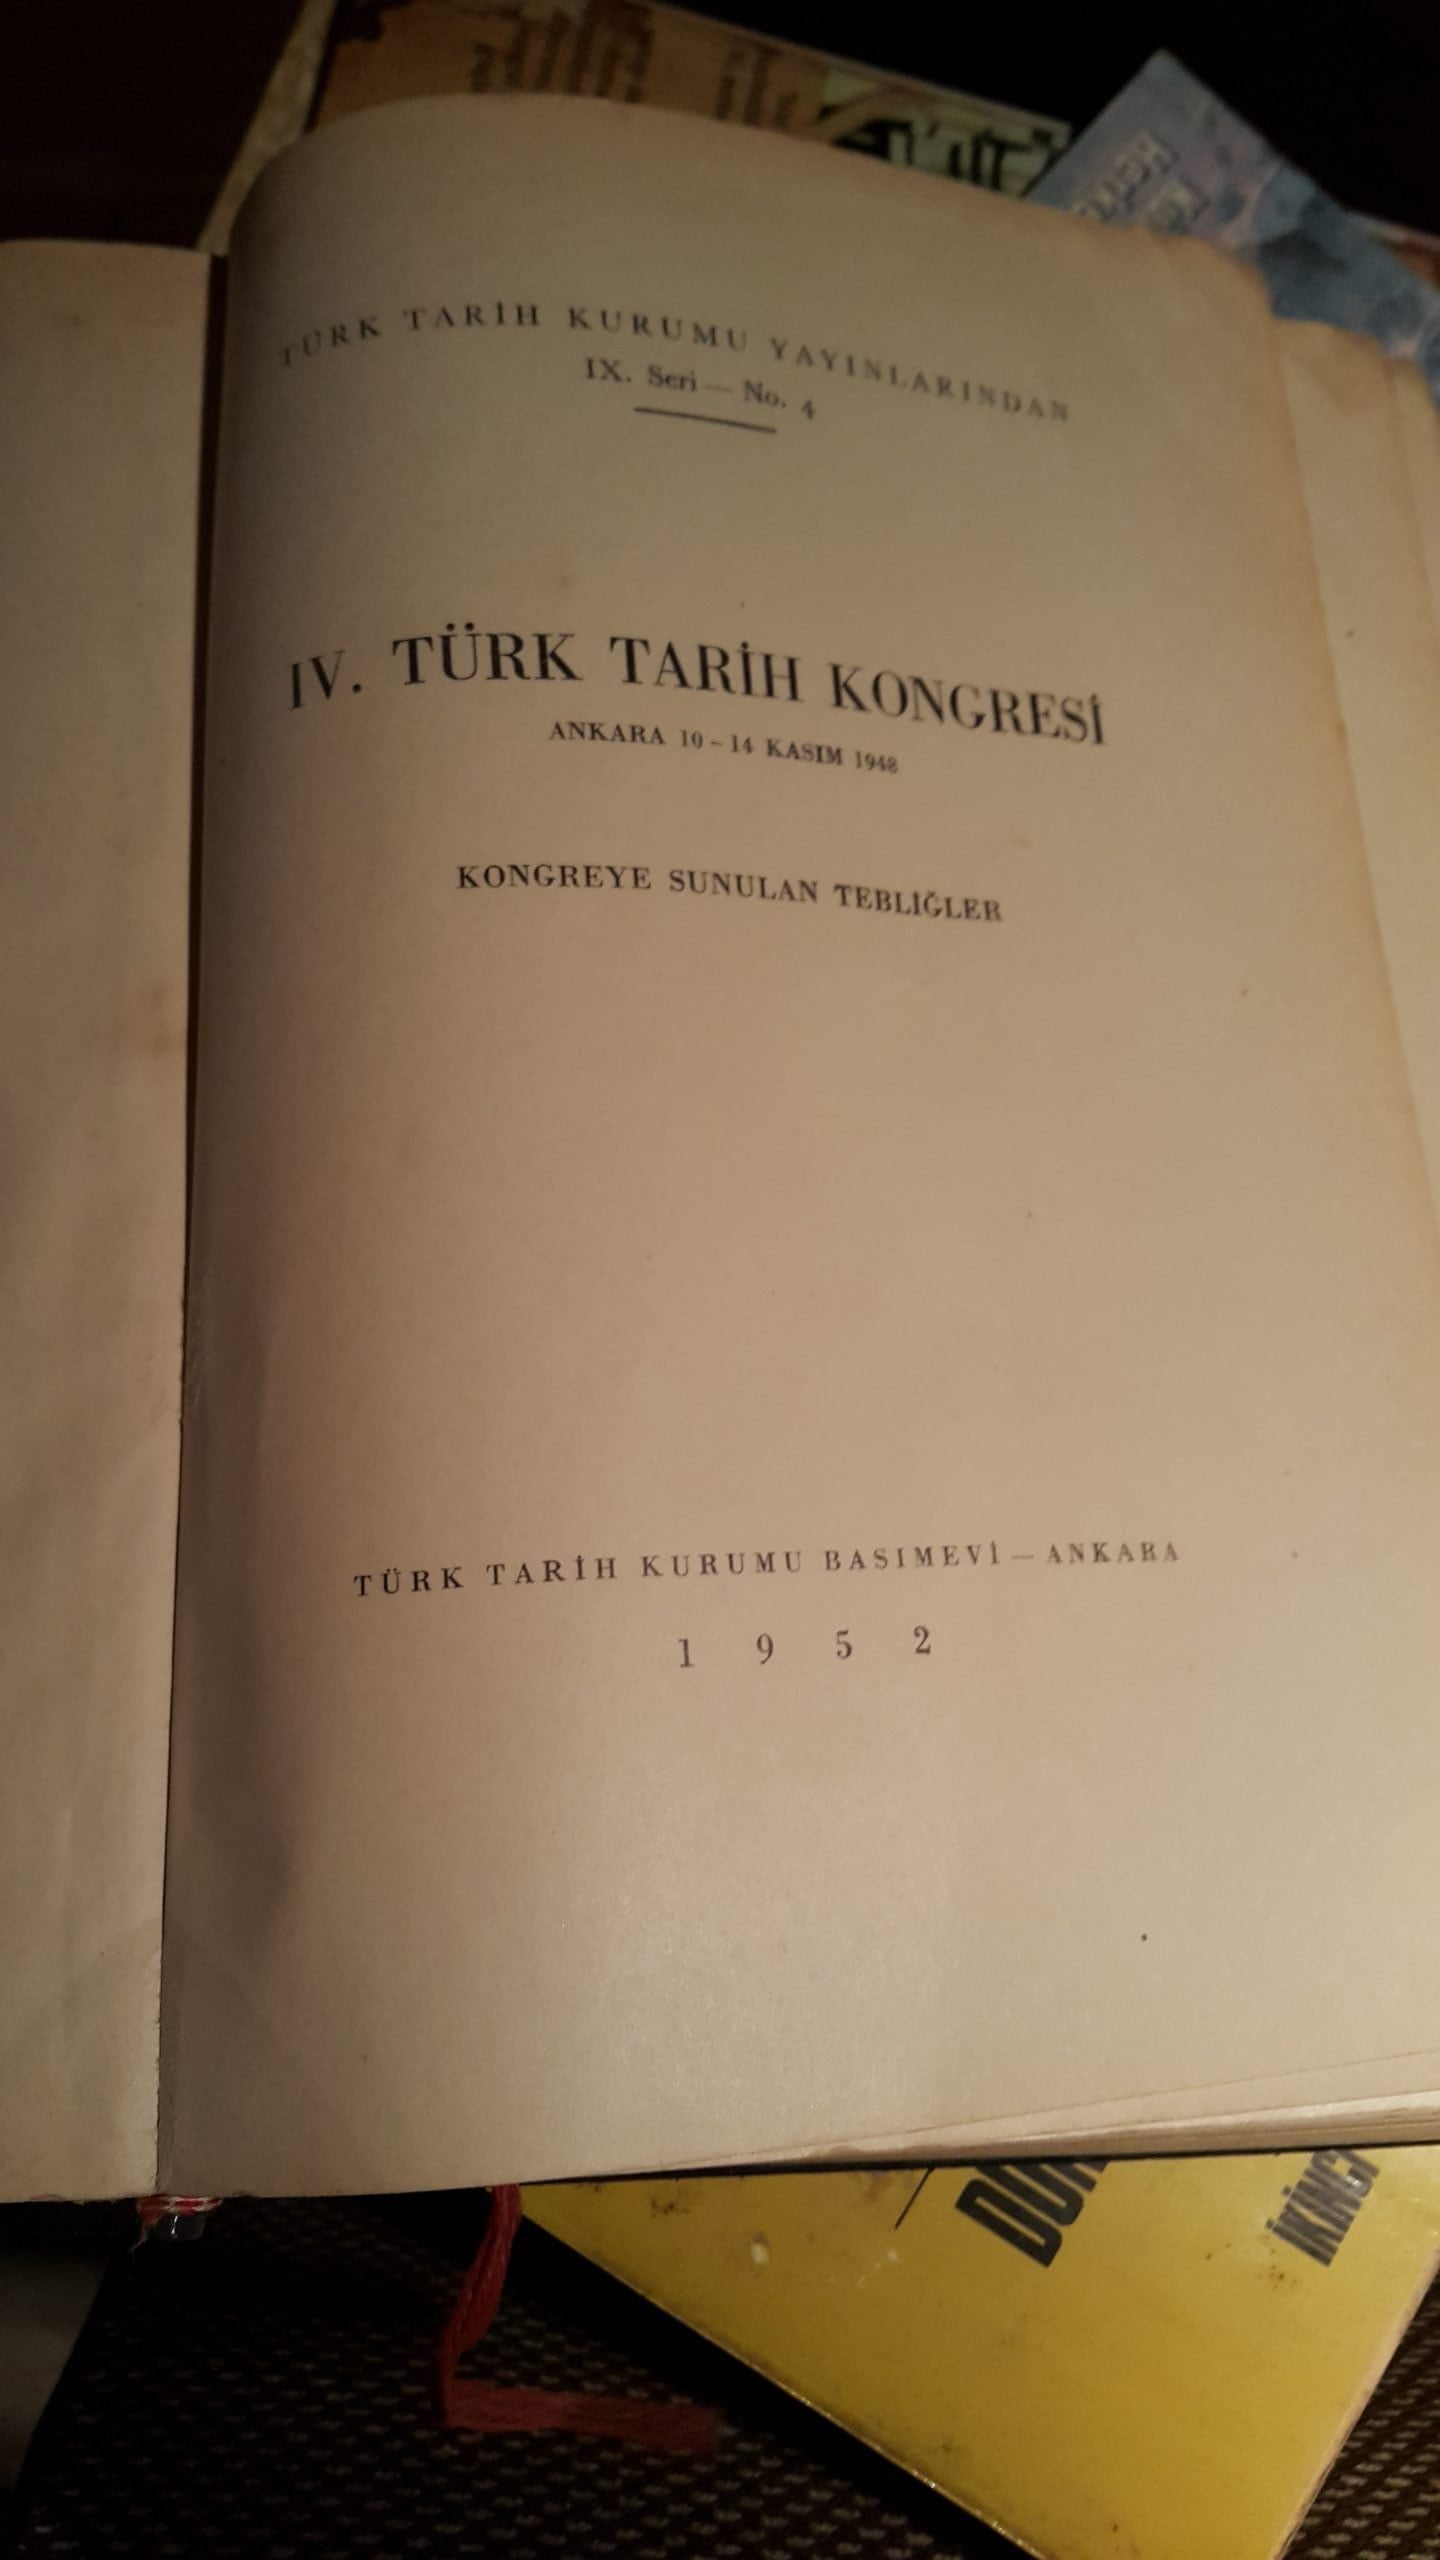 TÜRK TARİH KURUMU YAYINLARINDAN
IX. Seri — No. 4
IV. TÜRK TARİH KONGRESİ
ANKARA 10 - 14 KASIM 1948
KONGREYE SUNULAN TEBLİĞLER
TÜRK TARİH KURUMU BASIMEVİ — ANKARA
1 9 5 2